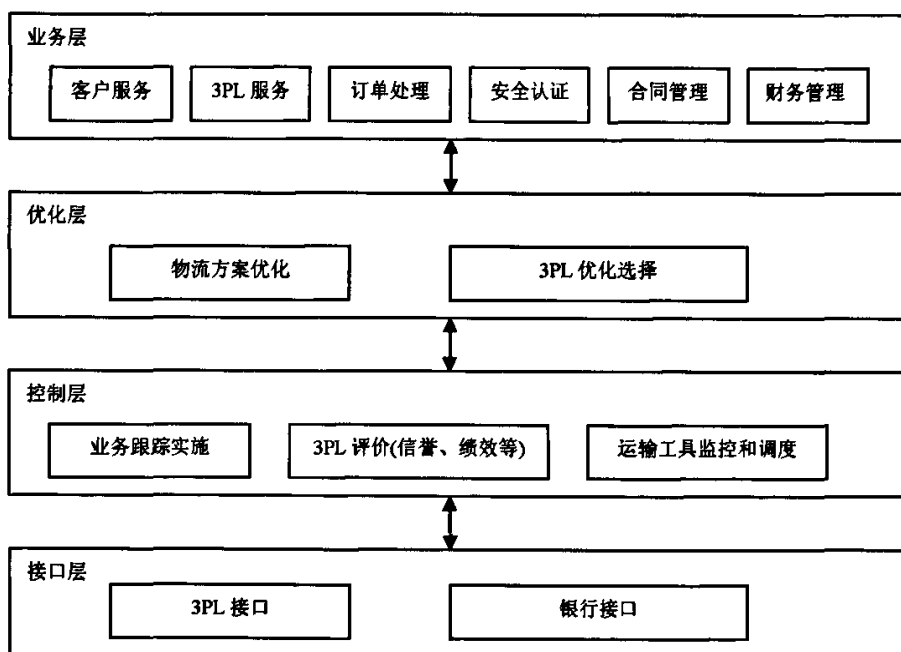 业务层
客户服务
3PL 服务
订单处理
安全认证
合同管理
财务管理
优化层
物流方案优化
3PL 优化选择
控制层
业务跟踪实施
3PL 评价(信誉、绩效等)
运输工具监控和调度
接口层
3PL 接口
银行接口